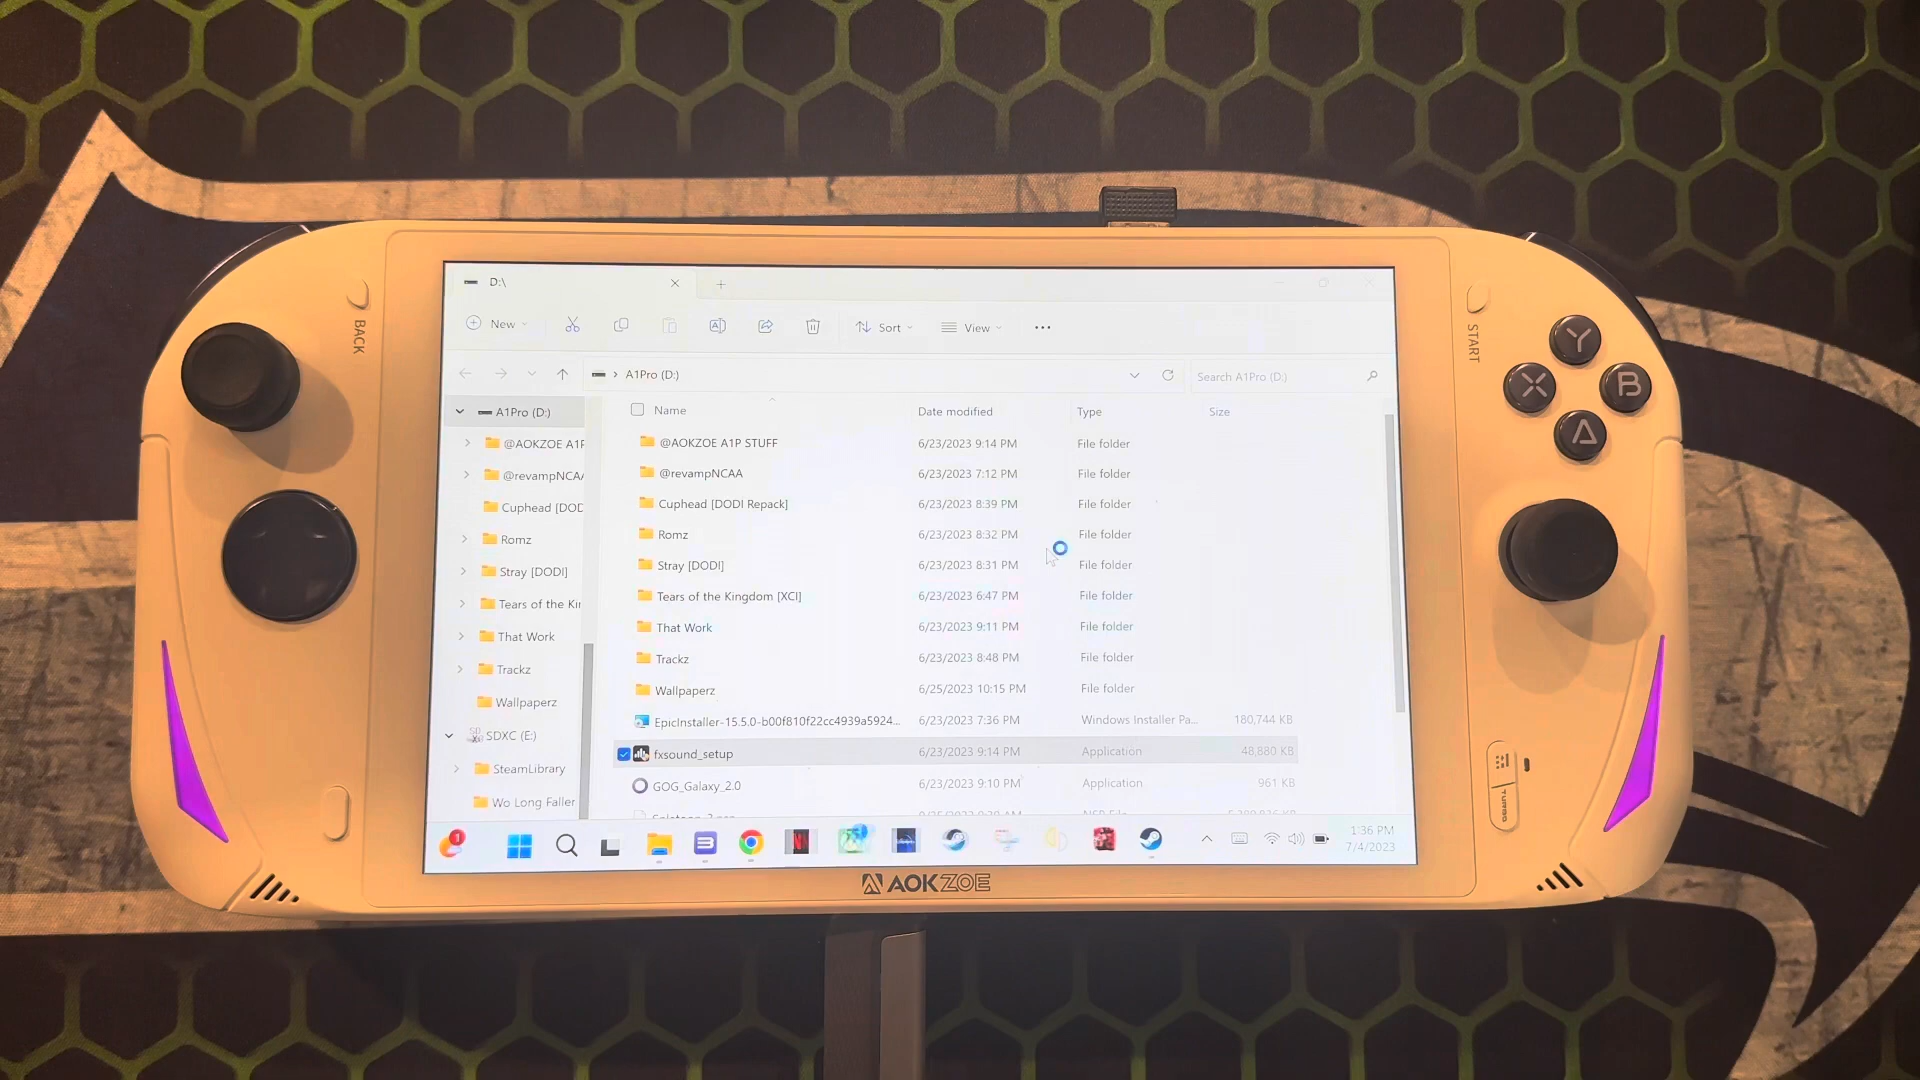 D:\
New
Sort
View
A1Pro (D:)
Search A1Pro (D:)
A1Pro (D:)
@AOKZOE A1P
@revampNCAA
Cuphead [DOD
Romz
Stray [DODI]
Tears of the Kir
That Work
Trackz
Wallpaperz
SDXC (E:)
SteamLibrary
Wo Long Faller
Name Date modified Type Size
@AOKZOE A1P STUFF 6/23/2023 9:14 PM File folder
@revampNCAA 6/23/2023 7:12 PM File folder
Cuphead [DODI Repack] 6/23/2023 8:39 PM File folder
Romz 6/23/2023 8:32 PM File folder
Stray [DODI] 6/23/2023 8:31 PM File folder
Tears of the Kingdom [XCI] 6/23/2023 6:47 PM File folder
That Work 6/23/2023 9:11 PM File folder
Trackz 6/23/2023 8:48 PM File folder
Wallpaperz 6/25/2023 10:15 PM File folder
EpicInstaller-15.5.0-b00f810f22cc4939a5924... 6/23/2023 7:36 PM Windows Installer Pa... 180,744 KB
fxsound_setup 6/23/2023 9:14 PM Application 48,880 KB
GOG_Galaxy_2.0 6/23/2023 9:10 PM Application 961 KB
1
1:36 PM
7/4/2023
BACK
START
Y
X
B
TURBO
AOKZOE